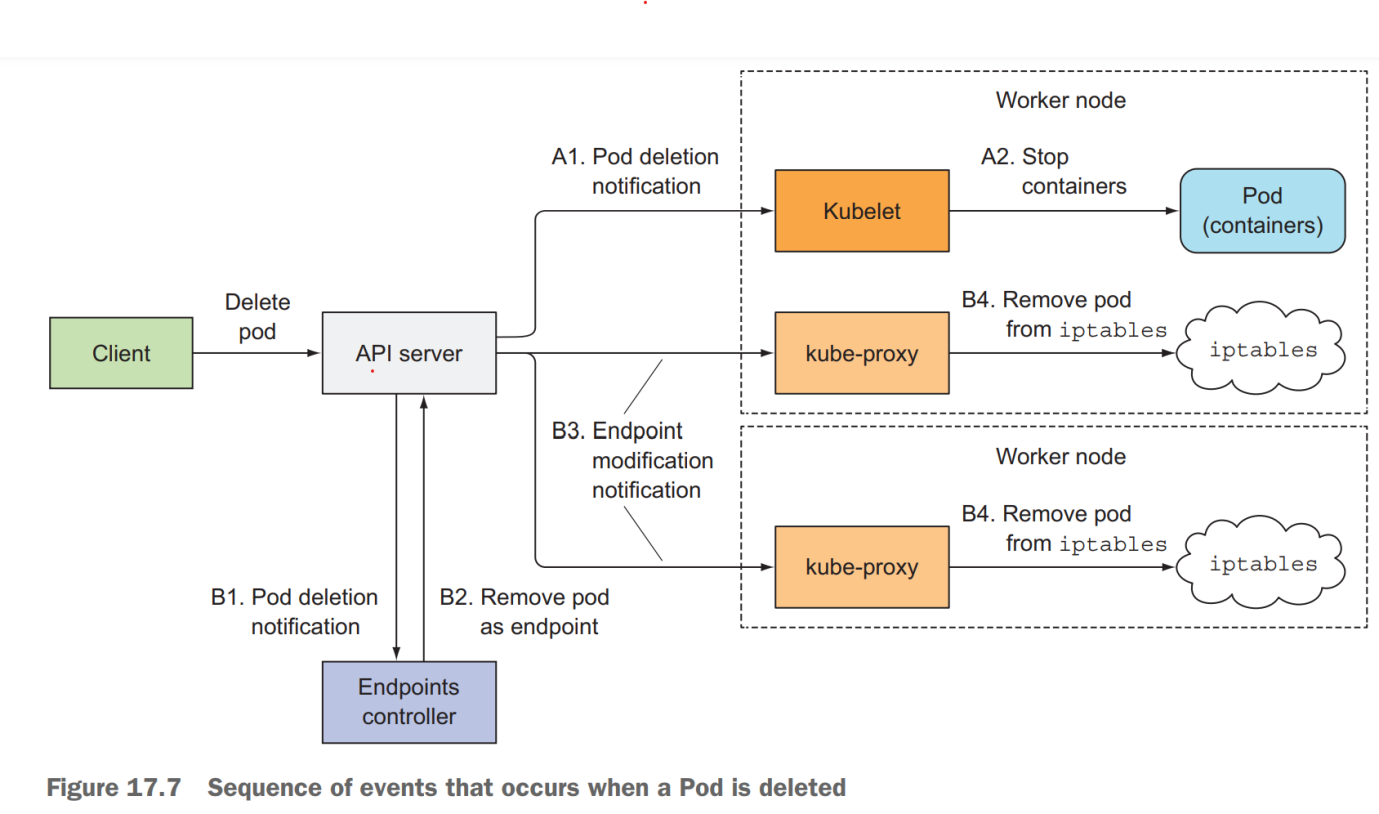 Worker node
A1. Pod deletion
notification
A2. Stop
containers
Kubelet
Pod
(containers)
Delete
pod
Client
API server
B4. Remove pod
from iptables
kube-proxy
iptables
B3. Endpoint
modification
notification
Worker node
B4. Remove pod
from iptables
kube-proxy
iptables
B1. Pod deletion
notification
B2. Remove pod
as endpoint
Endpoints
controller
Figure 17.7 Sequence of events that occurs when a Pod is deleted